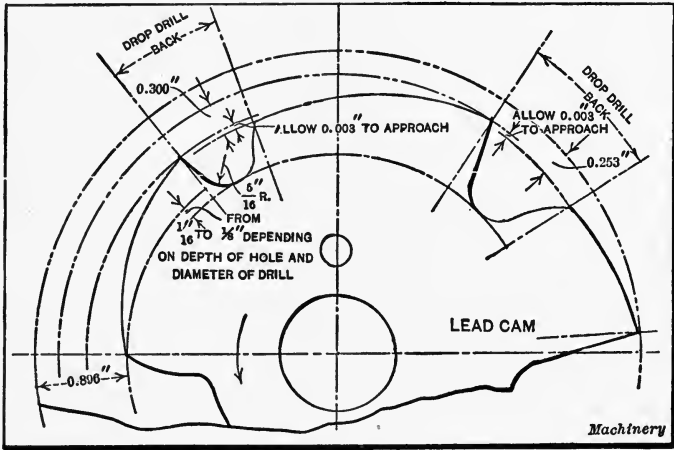 DROP DRILL
BACK
0.300"
ALLOW 0.003" TO APPROACH
5"/16 R.
FROM
1"/16 TO 1/8" DEPENDING
ON DEPTH OF HOLE AND
DIAMETER OF DRILL
DROP DRILL
BACK
ALLOW 0.003"
TO APPROACH
0.253"
LEAD CAM
0.896"
Machinery